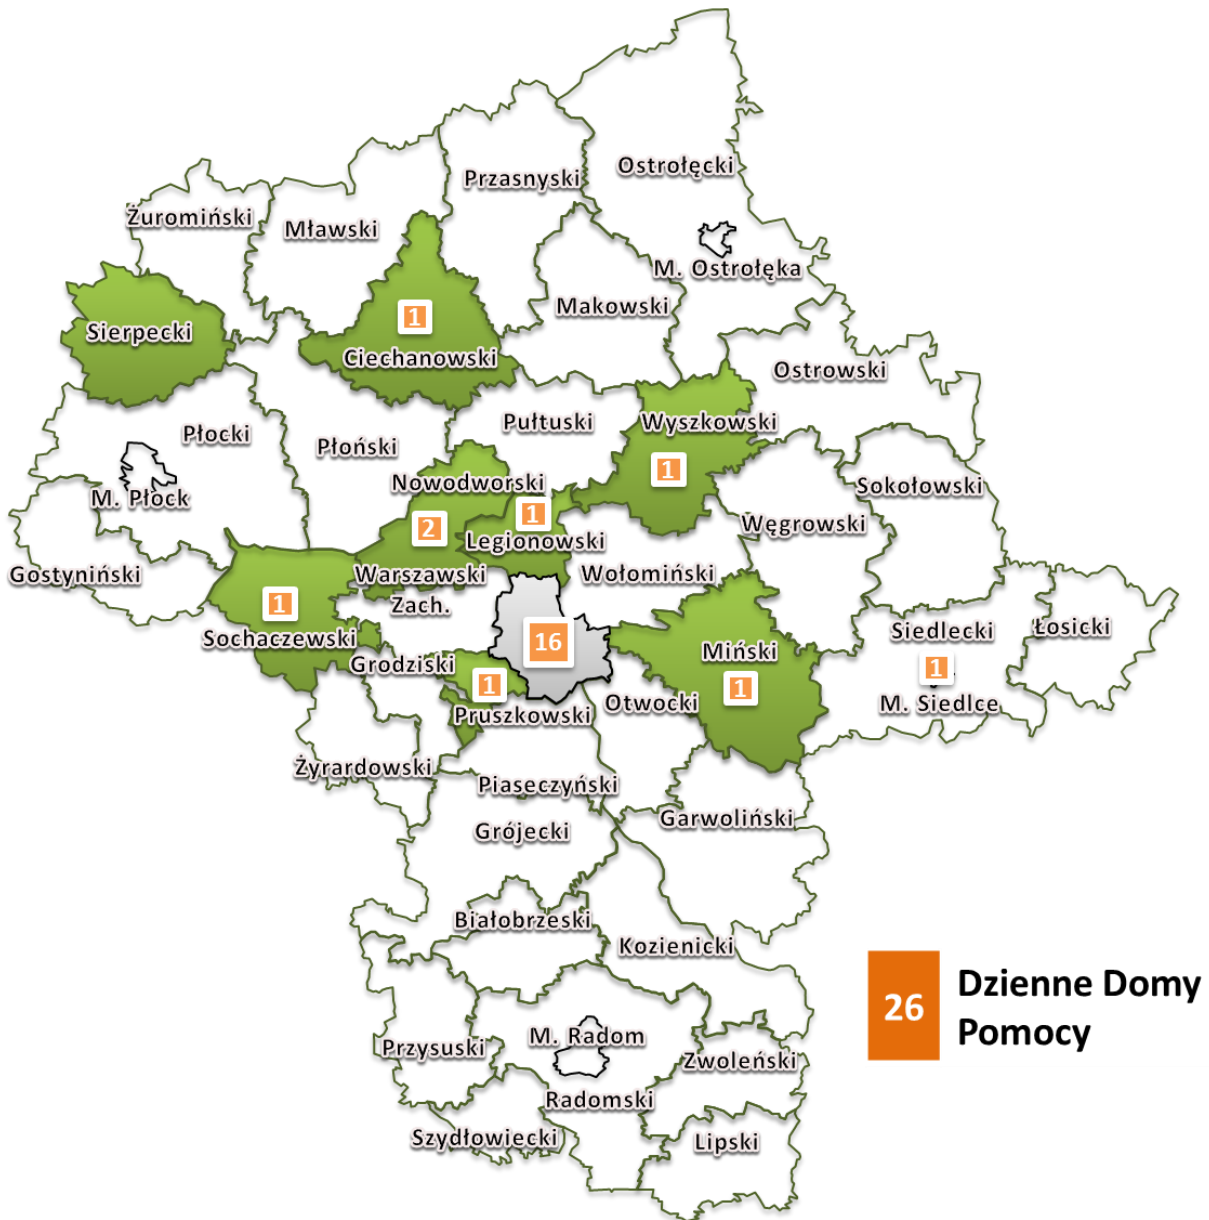 Ostrołęcki
Przasnyski
Żuromiński
Mławski
M. Ostrołęka
Makowski
1
Sierpecki
Ciechanowski
Ostrowski
Pułtuski
Wyszkowski
Płocki
Płoński
1
Nowodworski
Sokołowski
M. Płock
1
2
Węgrowski
Legionowski
Gostyniński
Warszawski
Zach.
Wołomiński
1
Sochaczewski
16
Siedlecki
Łosicki
Miński
Grodziski
1
1
1
Otwocki
M. Siedlce
Pruszkowski
Żyrardowski
Piaseczyński
Garwoliński
Grójecki
Białobrzeski
Kozienicki
26
Dzienne Domy
Pomocy
M. Radom
Przysuski
Zwoleński
Radomski
Szydłowiecki
Lipski